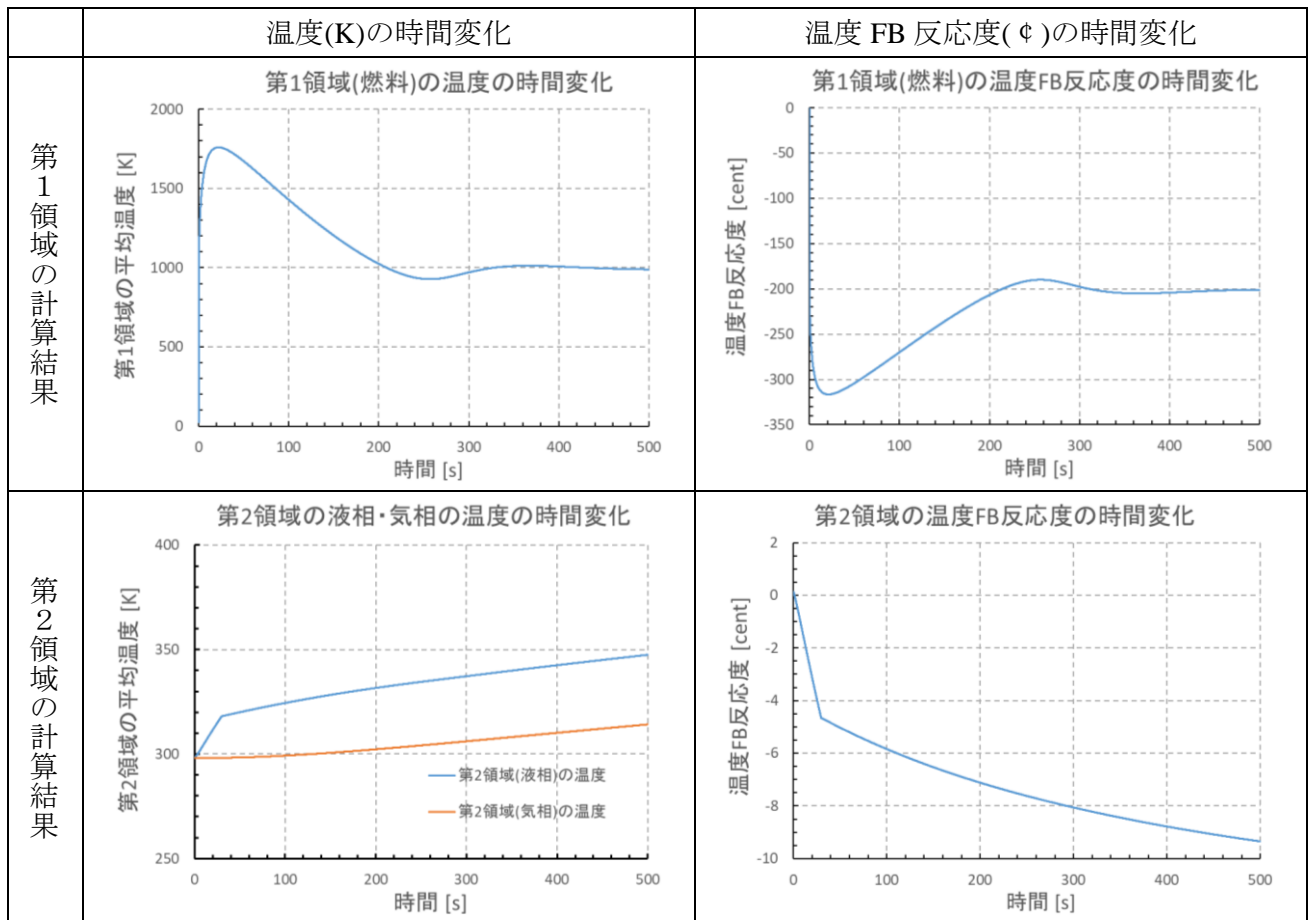 温度(K)の時間変化
温度 FB 反応度(￠)の時間変化
第1領域の計算結果
第1領域(燃料)の温度の時間変化
第1領域の平均温度 [K]
2000
1500
1000
500
0
0 100 200 300 400 500
時間 [s]
第1領域(燃料)の温度FB反応度の時間変化
温度FB反応度 [cent]
0
-50
-100
-150
-200
-250
-300
-350
0 100 200 300 400 500
時間 [s]
第２領域の計算結果
第2領域の液相・気相の温度の時間変化
第2領域の平均温度 [K]
400
350
300
250
第2領域(液相)の温度
第2領域(気相)の温度
0 100 200 300 400 500
時間 [s]
第2領域の温度FB反応度の時間変化
温度FB反応度 [cent]
2
0
-2
-4
-6
-8
-10
0 100 200 300 400 500
時間 [s]